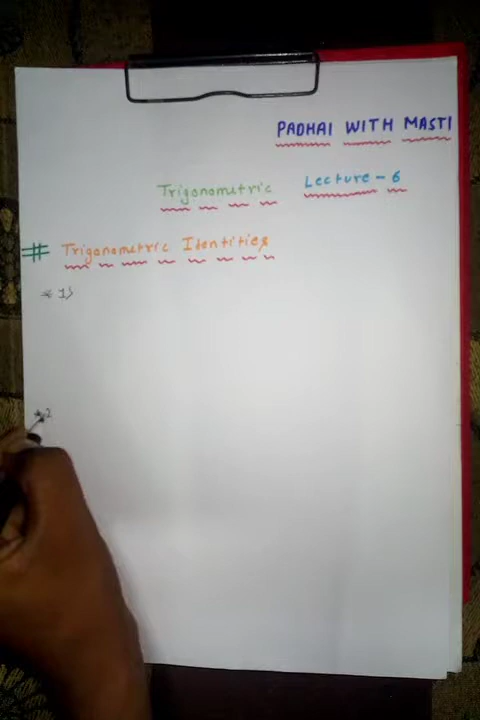 PADHAI WITH MASTI
Trigonometric Lecture - 6
# Trigonometric Identities
* 1)
* 2